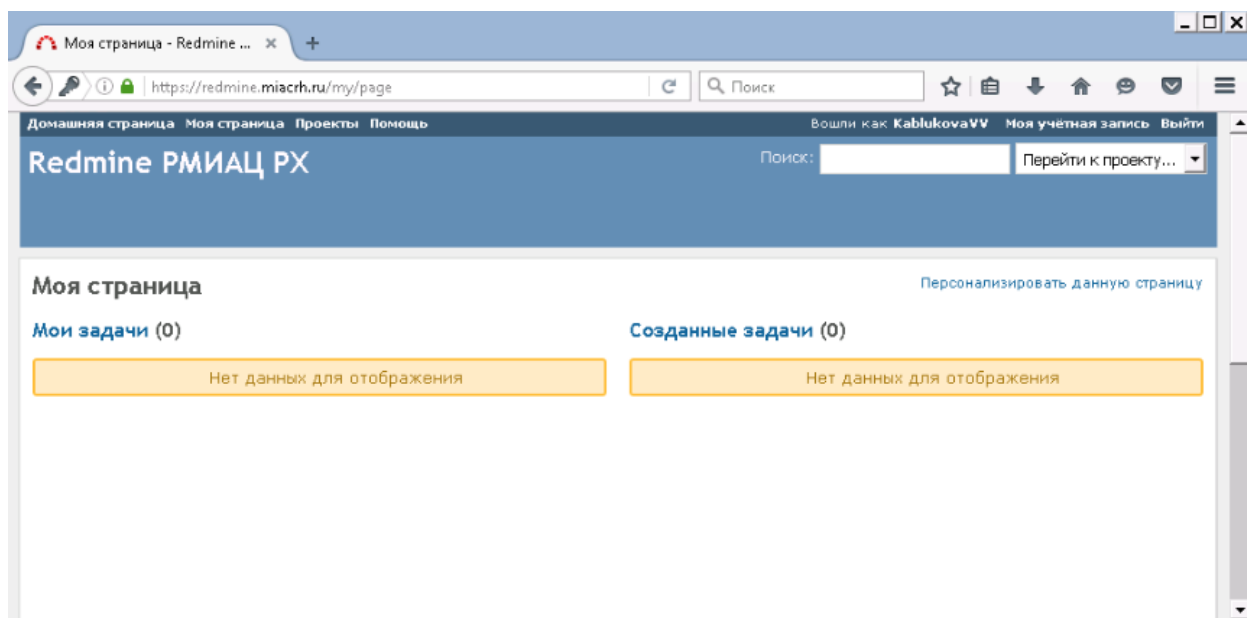 Моя страница - Redmine ...
https://redmine.miacrh.ru/my/page
Поиск
Домашняя страница Моя страница Проекты Помощь
Вошли как KablukovaVV Моя учётная запись Выйти
Redmine РМИАЦ РХ
Поиск:
Перейти к проекту...
Моя страница
Персонализировать данную страницу
Мои задачи (0)
Созданные задачи (0)
Нет данных для отображения
Нет данных для отображения